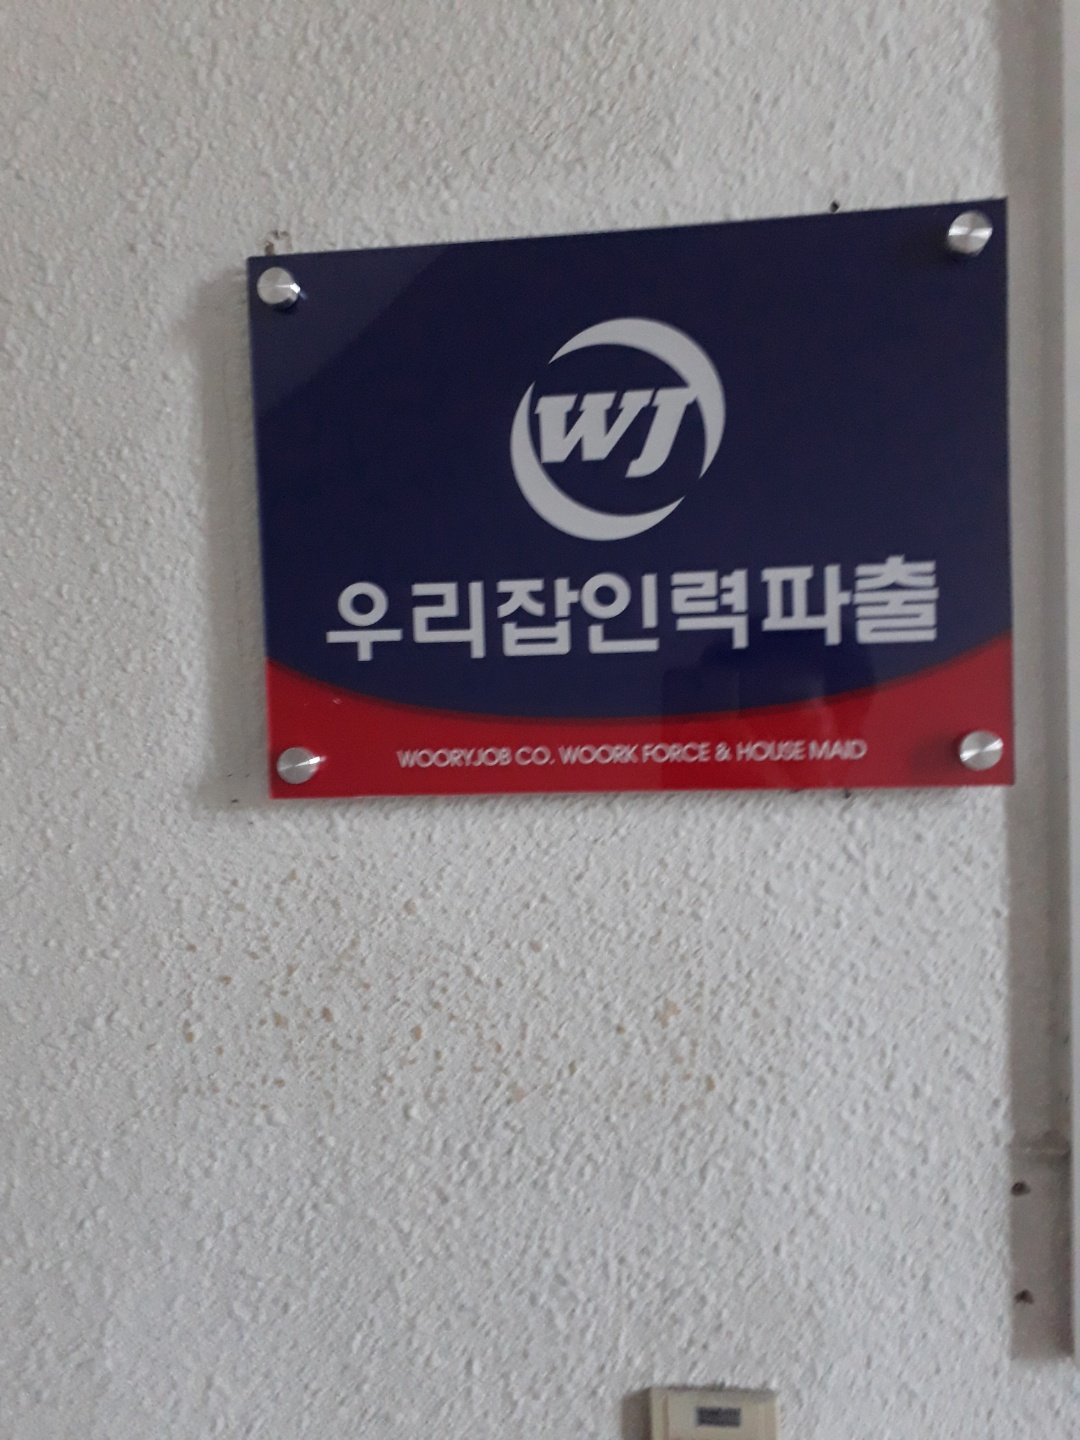 WJ
우리잡인력파출
WOORYJOB CO. WOORK FORCE & HOUSE MAID